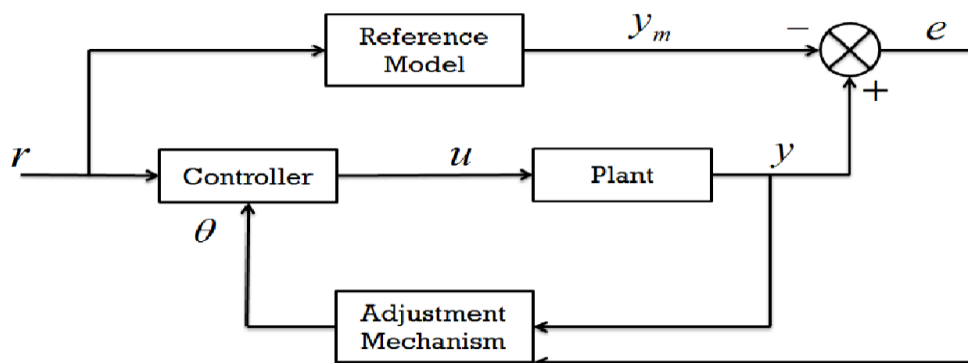 Reference
Model
y_m
−
e
+
r
Controller
u
Plant
y
θ
Adjustment
Mechanism